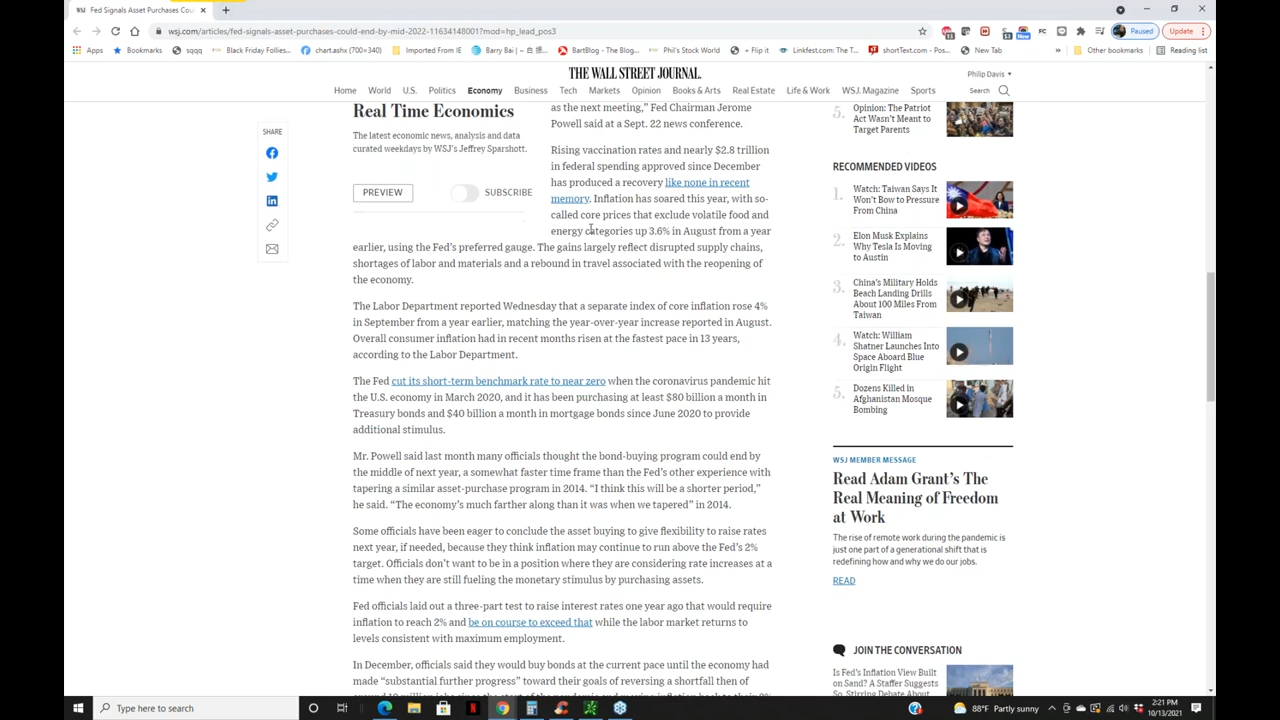 WSJ Fed Signals Asset Purchases Cou
wsj.com/articles/fed-signals-asset-purchases-could-end-by-mid-2022-11634148001?mod=hp_lead_pos3
Paused
Update
Apps
Bookmarks
sqqq
Black Friday Follies...
chart.ashx (700×340)
Imported From IE
BartBlog - The Blog...
Phil's Stock World
+ Flip it
Linkfest.com: The T...
shortText.com - Pos...
New Tab
Other bookmarks
Reading list
THE WALL STREET JOURNAL.
Philip Davis
Home World U.S. Politics Economy Business Tech Markets Opinion Books & Arts Real Estate Life & Work WSJ. Magazine Sports
Search
SHARE
Real Time Economics
The latest economic news, analysis and data
curated weekdays by WSJ's Jeffrey Sparshott.
PREVIEW
SUBSCRIBE
as the next meeting,” Fed Chairman Jerome
Powell said at a Sept. 22 news conference.
Rising vaccination rates and nearly $2.8 trillion
in federal spending approved since December
has produced a recovery like none in recent
memory. Inflation has soared this year, with so-
called core prices that exclude volatile food and
energy categories up 3.6% in August from a year
earlier, using the Fed’s preferred gauge. The gains largely reflect disrupted supply chains,
shortages of labor and materials and a rebound in travel associated with the reopening of
the economy.
The Labor Department reported Wednesday that a separate index of core inflation rose 4%
in September from a year earlier, matching the year-over-year increase reported in August.
Overall consumer inflation had in recent months risen at the fastest pace in 13 years,
according to the Labor Department.
The Fed cut its short-term benchmark rate to near zero when the coronavirus pandemic hit
the U.S. economy in March 2020, and it has been purchasing at least $80 billion a month in
Treasury bonds and $40 billion a month in mortgage bonds since June 2020 to provide
additional stimulus.
Mr. Powell said last month many officials thought the bond-buying program could end by
the middle of next year, a somewhat faster time frame than the Fed’s other experience with
tapering a similar asset-purchase program in 2014. “I think this will be a shorter period,”
he said. “The economy’s much farther along than it was when we tapered” in 2014.
Some officials have been eager to conclude the asset buying to give flexibility to raise rates
next year, if needed, because they think inflation may continue to run above the Fed’s 2%
target. Officials don’t want to be in a position where they are considering rate increases at a
time when they are still fueling the monetary stimulus by purchasing assets.
Fed officials laid out a three-part test to raise interest rates one year ago that would require
inflation to reach 2% and be on course to exceed that while the labor market returns to
levels consistent with maximum employment.
In December, officials said they would buy bonds at the current pace until the economy had
made “substantial further progress” toward their goals of reversing a shortfall then of
5.
Opinion: The Patriot
Act Wasn’t Meant to
Target Parents
RECOMMENDED VIDEOS
1.
Watch: Taiwan Says It
Won’t Bow to Pressure
From China
2.
Elon Musk Explains
Why Tesla Is Moving
to Austin
3.
China’s Military Holds
Beach Landing Drills
About 100 Miles From
Taiwan
4.
Watch: William
Shatner Launches Into
Space Aboard Blue
Origin Flight
5.
Dozens Killed in
Afghanistan Mosque
Bombing
WSJ MEMBER MESSAGE
Read Adam Grant’s The
Real Meaning of Freedom
at Work
The rise of remote work during the pandemic is
just one part of a generational shift that is
redefining how and why we do our jobs.
READ
JOIN THE CONVERSATION
Is Fed’s Inflation View Built
on Sand? A Staffer Suggests
So, Stirring Debate About
Type here to search
88°F Partly sunny
2:21 PM
10/13/2021